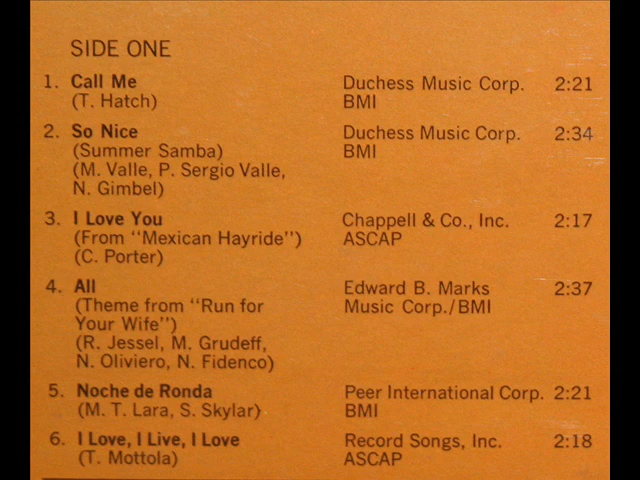 SIDE ONE
1. Call Me Duchess Music Corp. 2:21
(T. Hatch) BMI
2. So Nice Duchess Music Corp. 2:34
(Summer Samba) BMI
(M. Valle, P. Sergio Valle,
N. Gimbel)
3. I Love You Chappell & Co., Inc. 2:17
(From "Mexican Hayride") ASCAP
(C. Porter)
4. All Edward B. Marks 2:37
(Theme from "Run for Music Corp./BMI
Your Wife")
(R. Jessel, M. Grudeff,
N. Oliviero, N. Fidenco)
5. Noche de Ronda Peer International Corp. 2:21
(M. T. Lara, S. Skylar) BMI
6. I Love, I Live, I Love Record Songs, Inc. 2:18
(T. Mottola) ASCAP